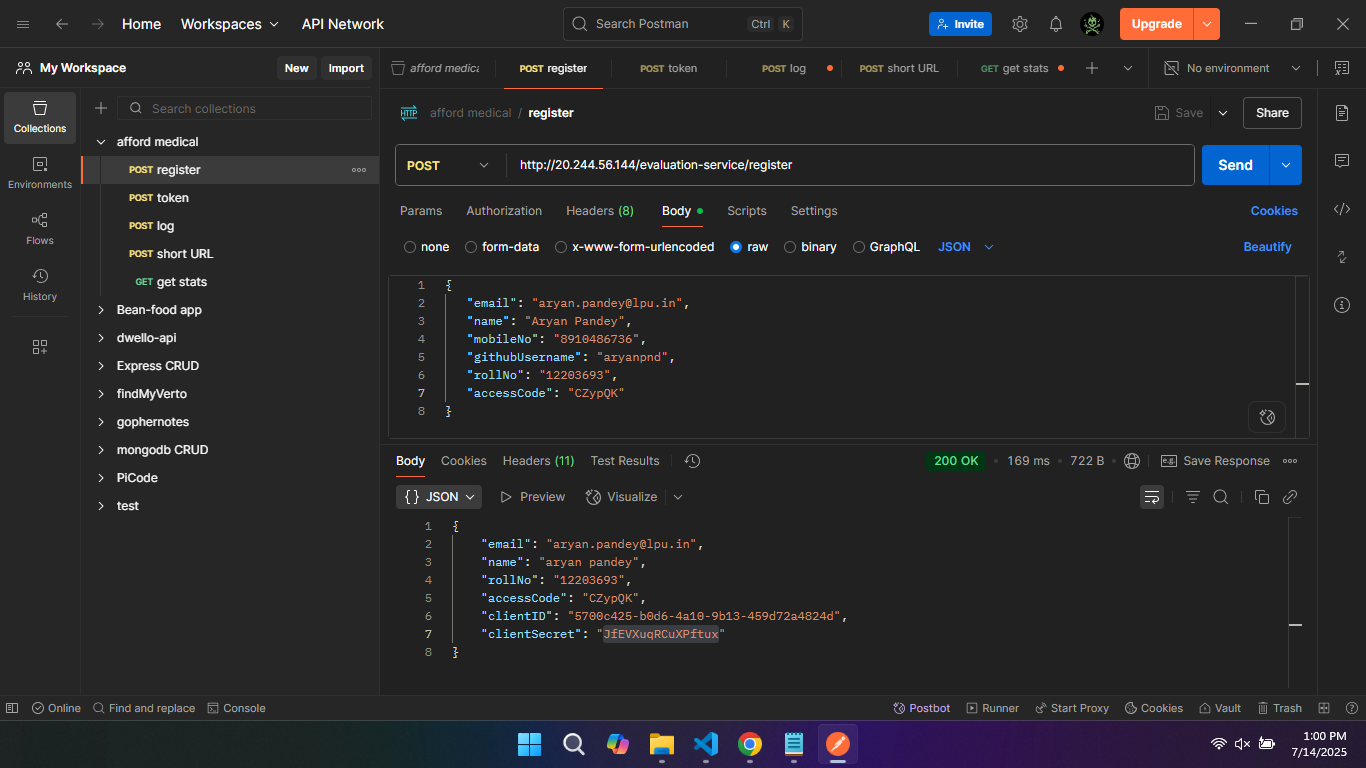 Home Workspaces API Network Search Postman Ctrl K Invite Upgrade
My Workspace New Import afford medica POST register POST token POST log POST short URL GET get stats No environment
Collections
Environments
Flows
History
Search collections
afford medical
POST register
POST token
POST log
POST short URL
GET get stats
Bean-food app
dwello-api
Express CRUD
findMyVerto
gophernotes
mongodb CRUD
PiCode
test
HTTP afford medical / register Save Share
POST http://20.244.56.144/evaluation-service/register Send
Params Authorization Headers (8) Body Scripts Settings Cookies
none form-data x-www-form-urlencoded raw binary GraphQL JSON Beautify
1 {
2 "email": "aryan.pandey@lpu.in",
3 "name": "Aryan Pandey",
4 "mobileNo": "8910486736",
5 "githubUsername": "aryanpnd",
6 "rollNo": "12203693",
7 "accessCode": "CZypQK"
8 }
Body Cookies Headers (11) Test Results 200 OK 169 ms 722 B e.g. Save Response
{} JSON Preview Visualize
1 {
2 "email": "aryan.pandey@lpu.in",
3 "name": "aryan pandey",
4 "rollNo": "12203693",
5 "accessCode": "CZypQK",
6 "clientID": "5700c425-b0d6-4a10-9b13-459d72a4824d",
7 "clientSecret": "JfEVXuqRCuXPftux"
8 }
Online Find and replace Console Postbot Runner Start Proxy Cookies Vault Trash
1:00 PM
7/14/2025